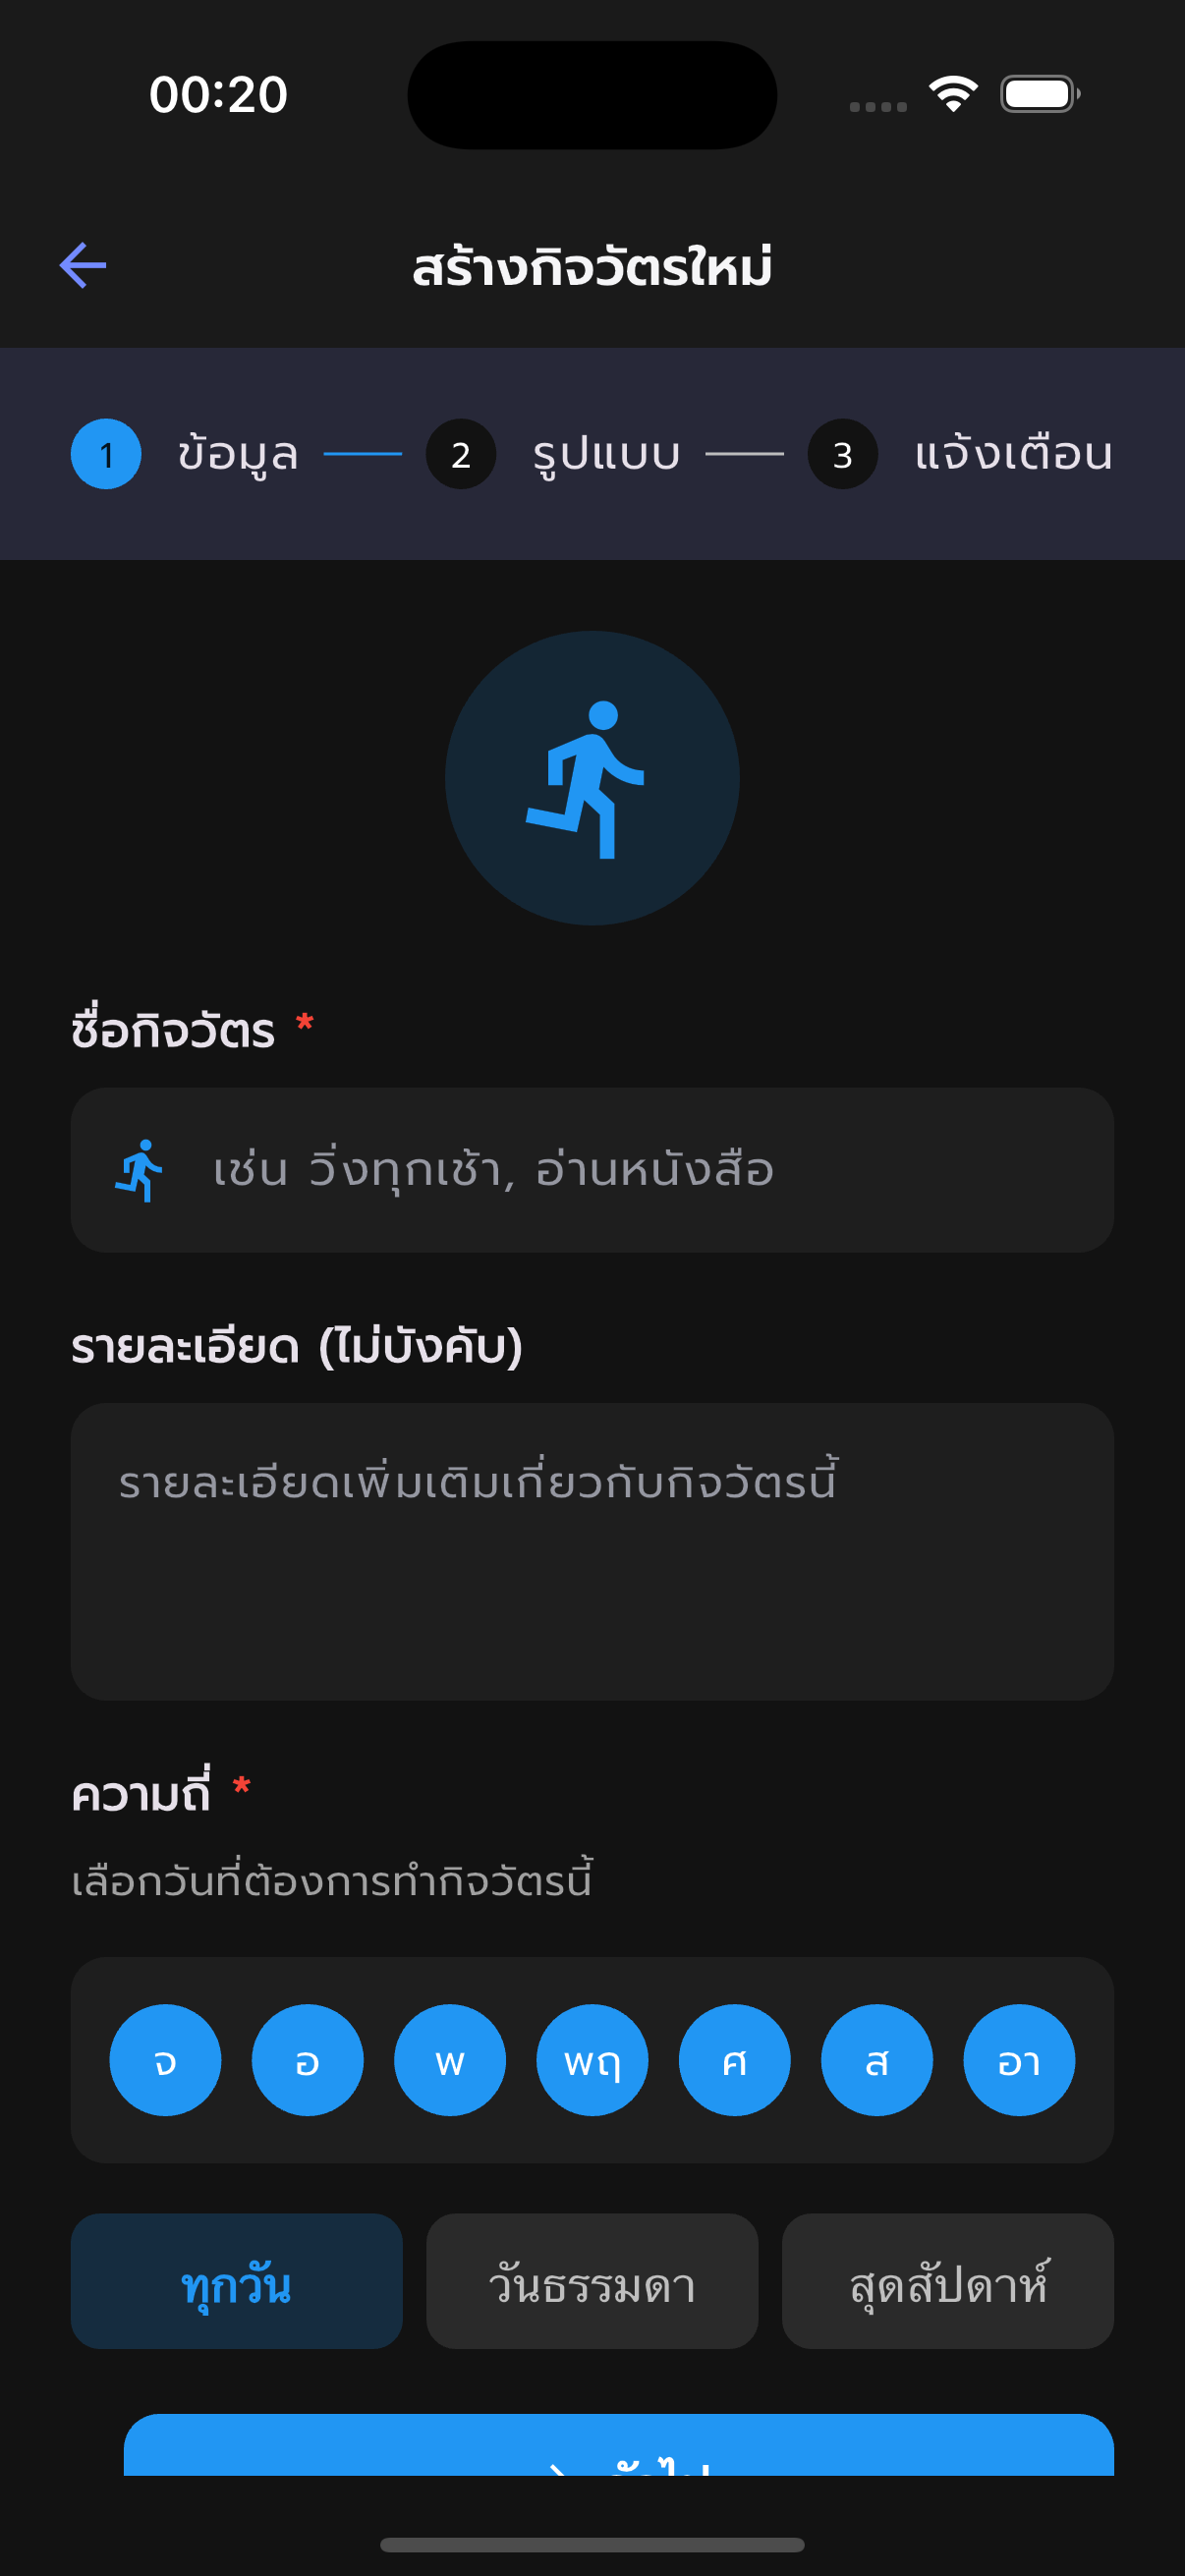 00:20
สร้างกิจวัตรใหม่
1 ข้อมูล 2 รูปแบบ 3 แจ้งเตือน
ชื่อกิจวัตร *
เช่น วิ่งทุกเช้า, อ่านหนังสือ
รายละเอียด (ไม่บังคับ)
รายละเอียดเพิ่มเติมเกี่ยวกับกิจวัตรนี้
ความถี่ *
เลือกวันที่ต้องการทำกิจวัตรนี้
จ อ พ พฤ ศ ส อา
ทุกวัน วันธรรมดา สุดสัปดาห์